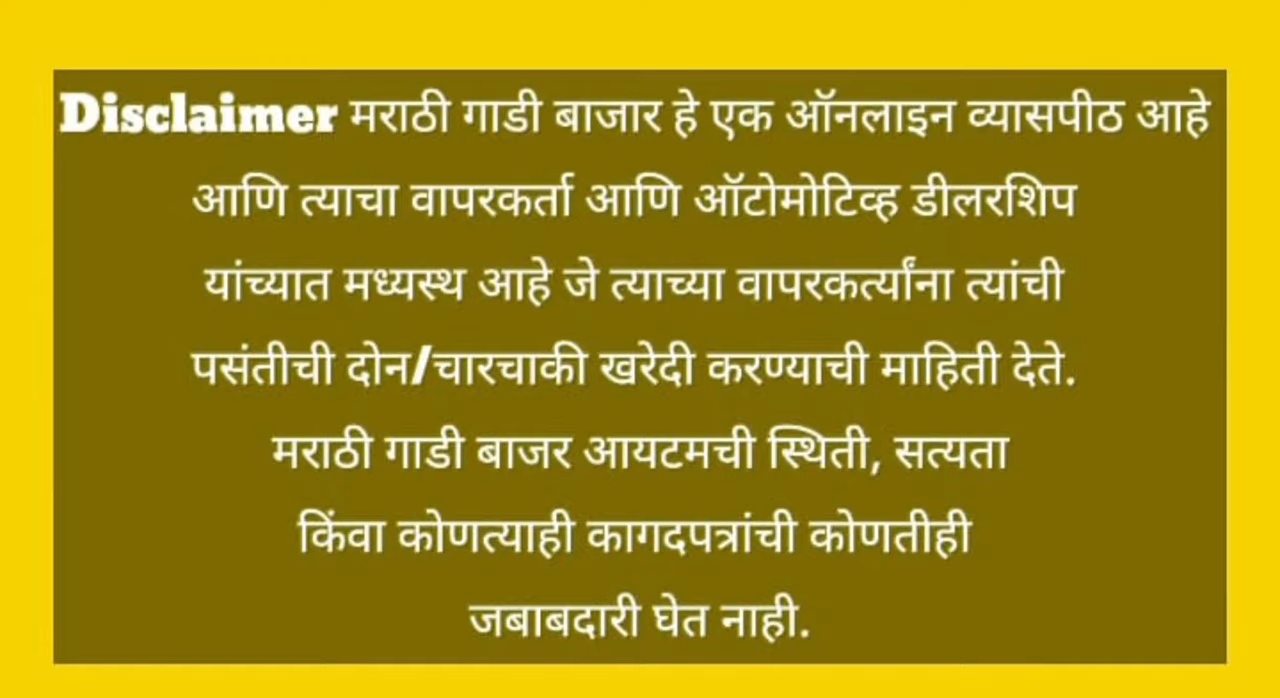 Disclaimer मराठी गाडी बाजार हे एक ऑनलाइन व्यासपीठ आहे
आणि त्याचा वापरकर्ता आणि ऑटोमोटिव्ह डीलरशिप
यांच्यात मध्यस्थ आहे जे त्याच्या वापरकर्त्यांना त्यांची
पसंतीची दोन/चारचाकी खरेदी करण्याची माहिती देते.
मराठी गाडी बाजर आयटमची स्थिती, सत्यता
किंवा कोणत्याही कागदपत्रांची कोणतीही
जबाबदारी घेत नाही.